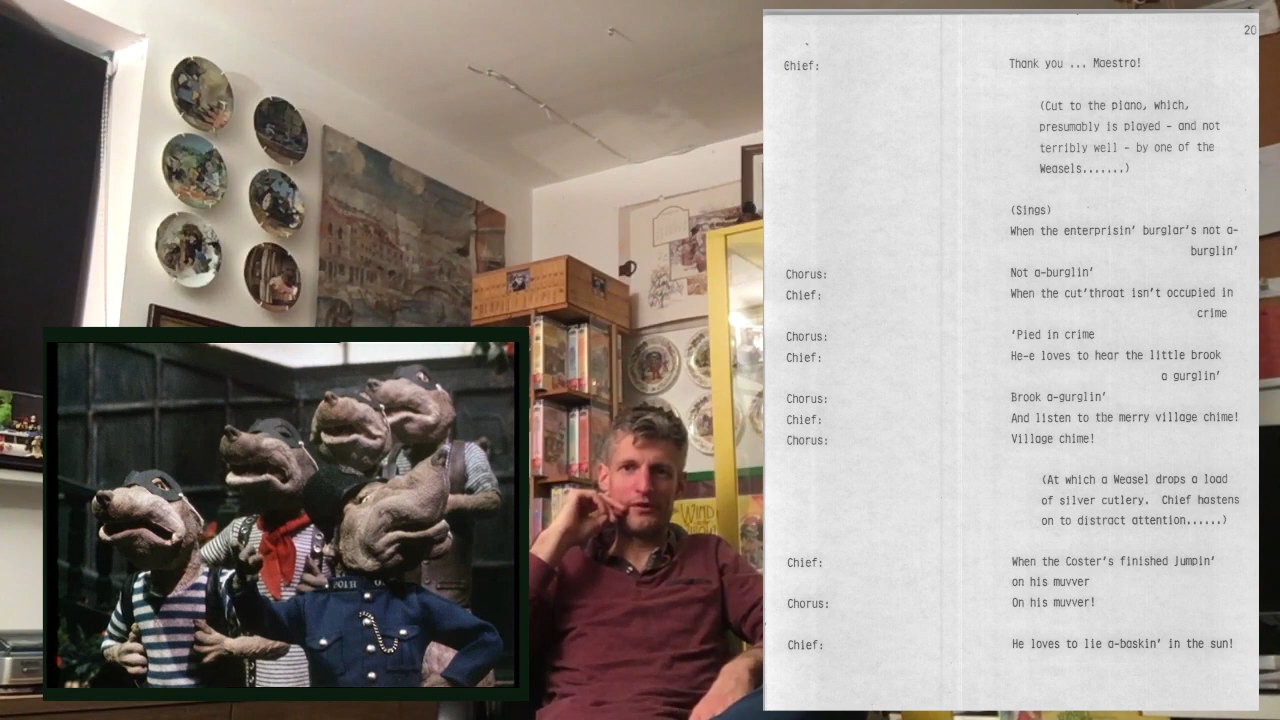 20
Chief: Thank you ... Maestro!
(Cut to the piano, which,
presumably is played - and not
terribly well - by one of the
Weasels.......)
(Sings)
When the enterprisin' burglar's not a-
burglin'
Chorus: Not a-burglin'
Chief: When the cut'throat isn't occupied in
crime
Chorus: 'Pied in crime
Chief: He-e loves to hear the little brook
a gurglin'
Chorus: Brook a-gurglin'
Chief: And listen to the merry village chime!
Chorus: Village chime!
(At which a Weasel drops a load
of silver cutlery. Chief hastens
on to distract attention......)
Chief: When the Coster's finished jumpin'
on his muvver
Chorus: On his muvver!
Chief: He loves to lie a-baskin' in the sun!
WIND